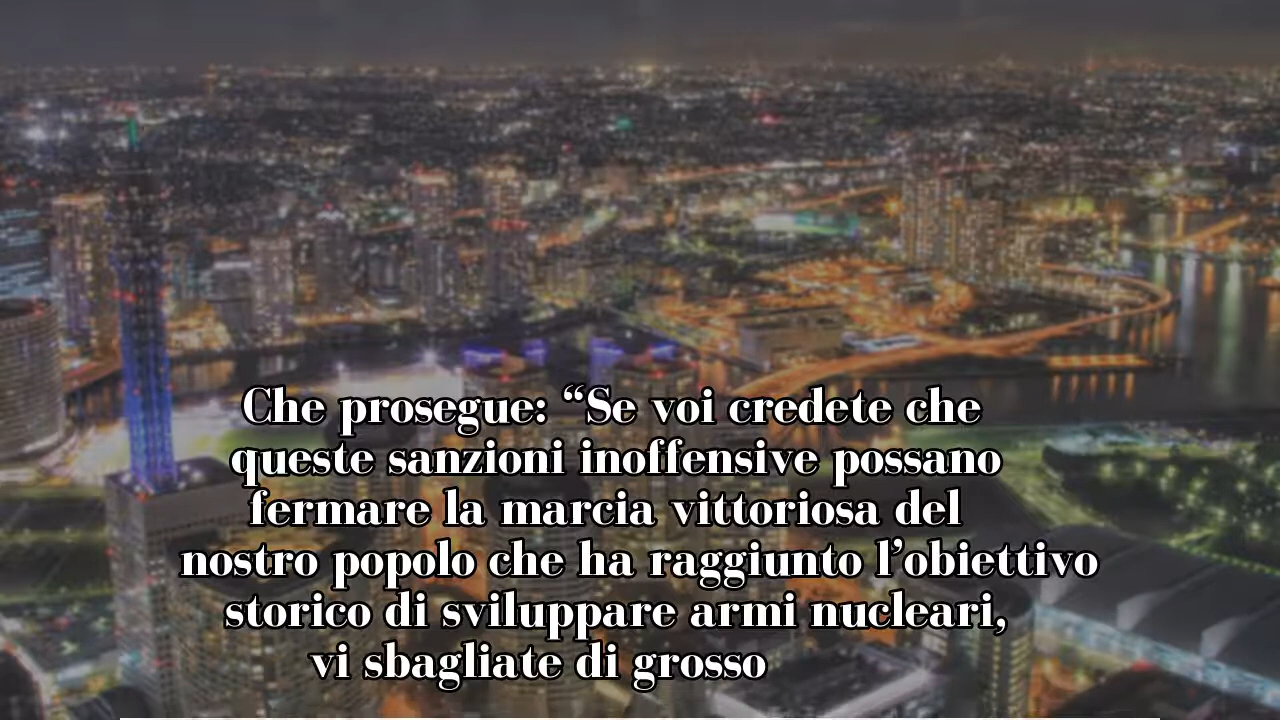 Che prosegue: “Se voi credete che
queste sanzioni inoffensive possano
fermare la marcia vittoriosa del
nostro popolo che ha raggiunto l’obiettivo
storico di sviluppare armi nucleari,
vi sbagliate di grosso